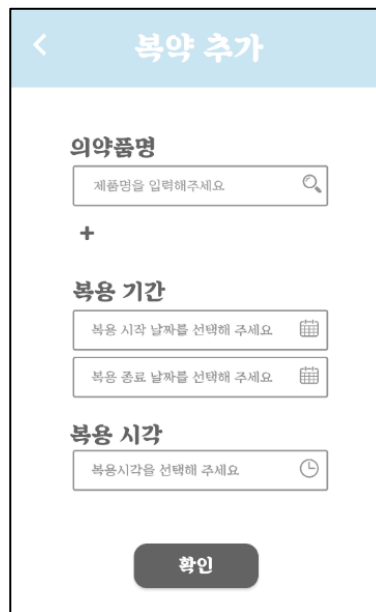 복약 추가
의약품명
제품명을 입력해주세요
+
복용 기간
복용 시작 날짜를 선택해 주세요
복용 종료 날짜를 선택해 주세요
복용 시각
복용시각을 선택해 주세요
확인